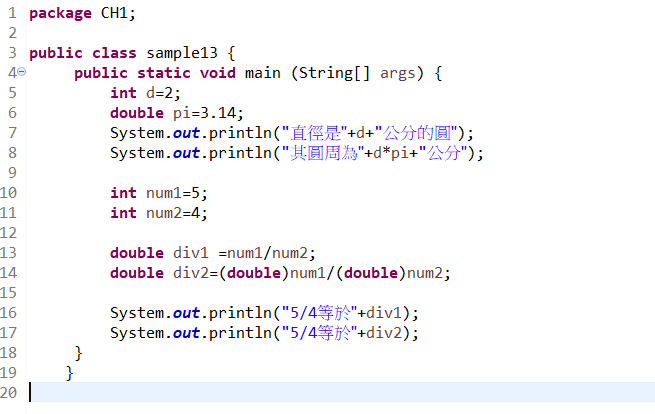 1 package CH1;
2
3 public class sample13 {
4 public static void main (String[] args) {
5 int d=2;
6 double pi=3.14;
7 System.out.println("直徑是"+d+"公分的圓");
8 System.out.println("其圓周為"+d*pi+"公分");
9
10 int num1=5;
11 int num2=4;
12
13 double div1 =num1/num2;
14 double div2=(double)num1/(double)num2;
15
16 System.out.println("5/4等於"+div1);
17 System.out.println("5/4等於"+div2);
18 }
19 }
20